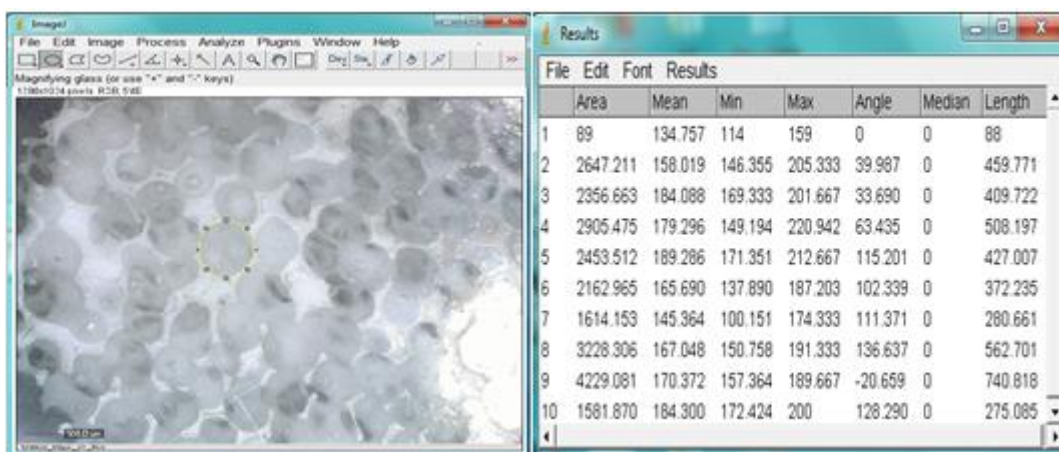 ImageJ
File Edit Image Process Analyze Plugins Window Help
Magnifying glass (or use "+" and "-" keys)
Results
File Edit Font Results
Area Mean Min Max Angle Median Length
1 89 134.757 114 159 0 0 88
2 2647.211 158.019 146.355 205.333 39.987 0 459.771
3 2356.663 184.088 169.333 201.667 33.690 0 409.722
4 2905.475 179.296 149.194 220.942 63.435 0 508.197
5 2453.512 189.286 171.351 212.667 115.201 0 427.007
6 2162.965 165.690 137.890 187.203 102.339 0 372.235
7 1614.153 145.364 100.151 174.333 111.371 0 280.661
8 3228.306 167.048 150.758 191.333 136.637 0 562.701
9 4229.081 170.372 157.364 189.667 -20.659 0 740.818
10 1581.870 184.300 172.424 200 128.290 0 275.085